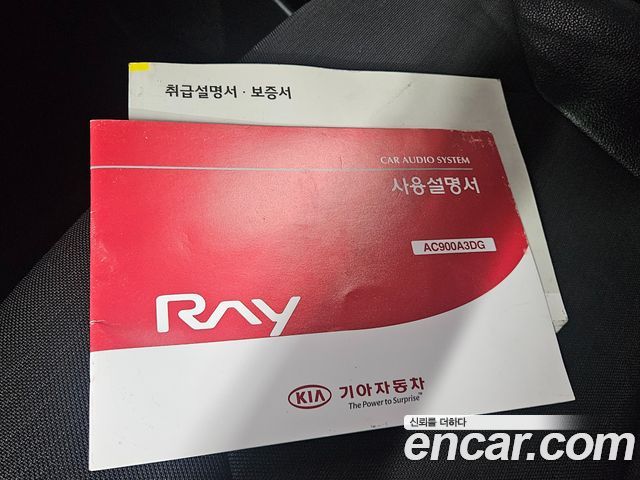 취급설명서 · 보증서
CAR AUDIO SYSTEM
사용설명서
AC900A3DG
Ray
KIA 기아자동차
The Power to Surprise™
신뢰를 더하다
encar.com